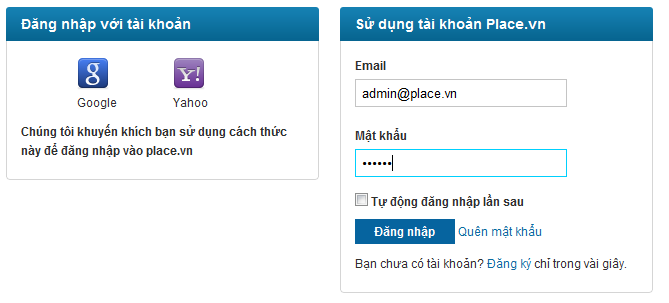 Đăng nhập với tài khoản
g
Y!
Google
Yahoo
Chúng tôi khuyến khích bạn sử dụng cách thức
này để đăng nhập vào place.vn
Sử dụng tài khoản Place.vn
Email
admin@place.vn
Mật khẩu
••••••
Tự động đăng nhập lần sau
Đăng nhập Quên mật khẩu
Bạn chưa có tài khoản? Đăng ký chỉ trong vài giây.